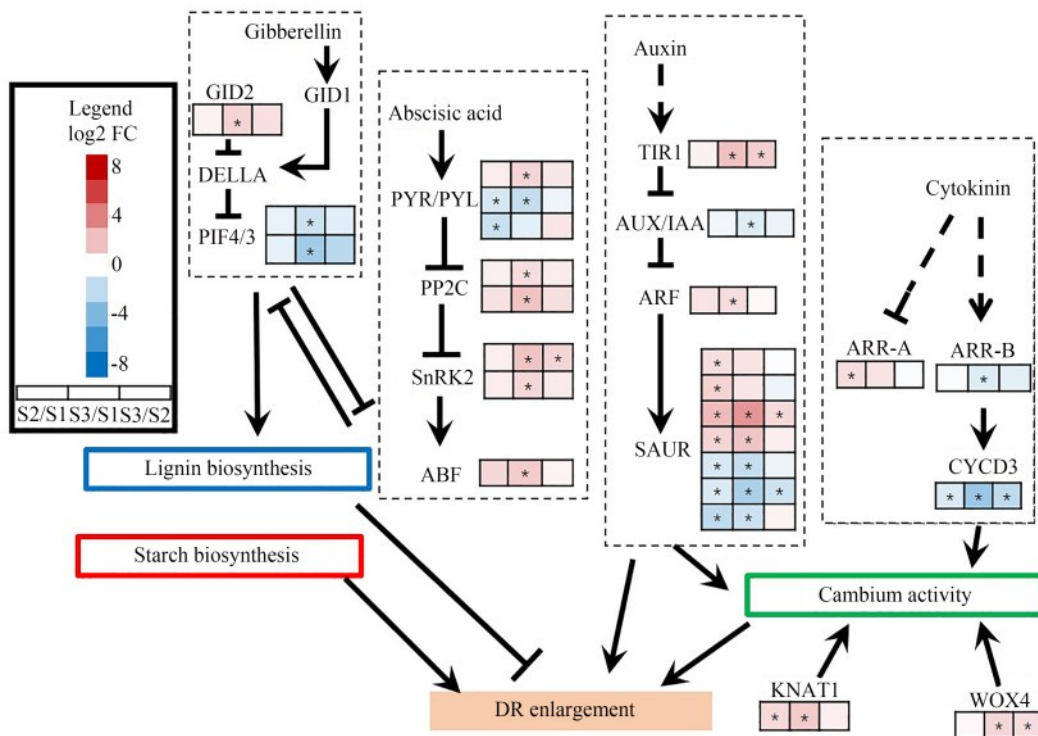 Legend
log2 FC
8
4
0
-4
-8
S2/S1 S3/S1 S3/S2
Gibberellin
GID2
GID1
*
DELLA
PIF4/3
*
*
Abscisic acid
PYR/PYL
*
* *
*
PP2C
*
*
SnRK2
* *
*
ABF
*
Auxin
TIR1
* *
AUX/IAA
*
ARF
*
SAUR
*
*
* * *
* *
* *
* * *
* *
Cytokinin
ARR-A
ARR-B
*
*
CYCD3
* * *
Lignin biosynthesis
Starch biosynthesis
Cambium activity
DR enlargement
KNAT1
* *
WOX4
* *